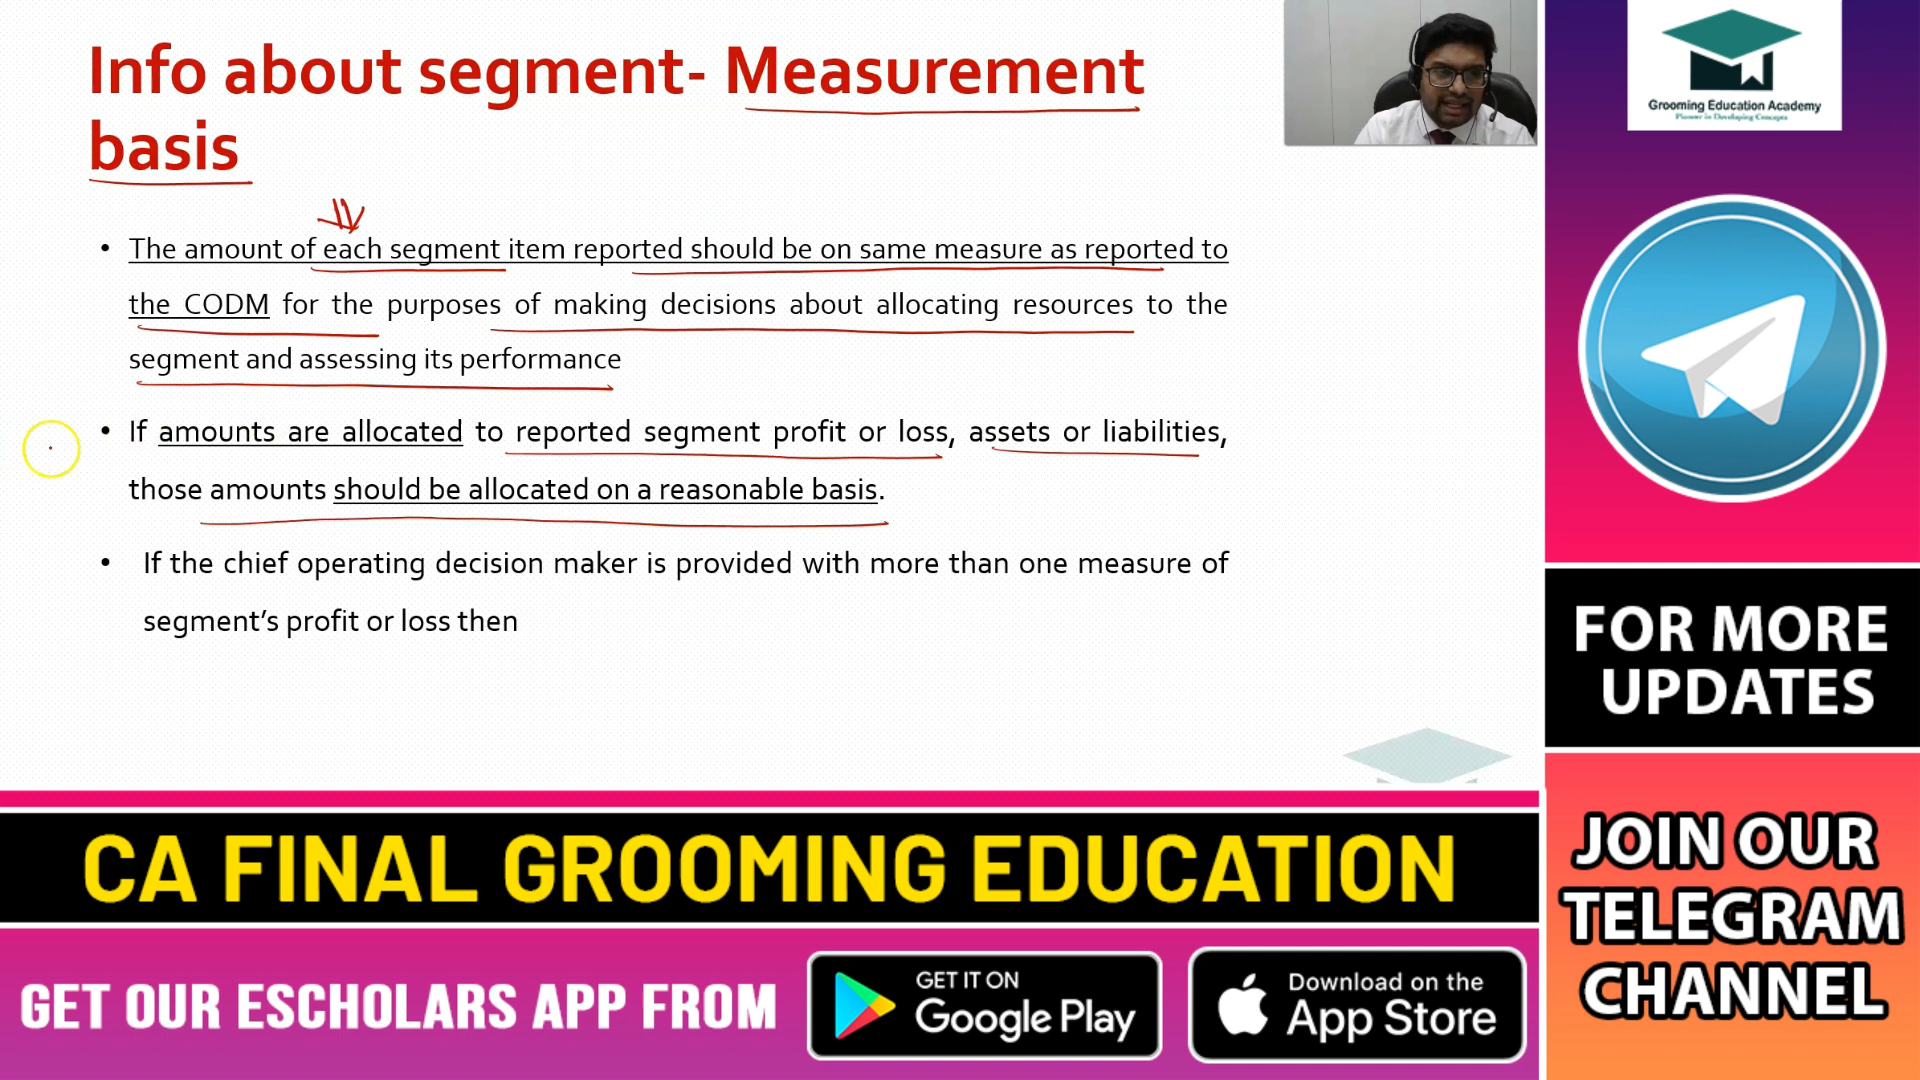 Info about segment- Measurement
basis
• The amount of each segment item reported should be on same measure as reported to
the CODM for the purposes of making decisions about allocating resources to the
segment and assessing its performance
• If amounts are allocated to reported segment profit or loss, assets or liabilities,
those amounts should be allocated on a reasonable basis.
• If the chief operating decision maker is provided with more than one measure of
segment’s profit or loss then
Grooming Education Academy
Pioneer in Developing Concepts
FOR MORE
UPDATES
JOIN OUR
TELEGRAM
CHANNEL
CA FINAL GROOMING EDUCATION
GET OUR ESCHOLARS APP FROM
GET IT ON
Google Play
Download on the
App Store